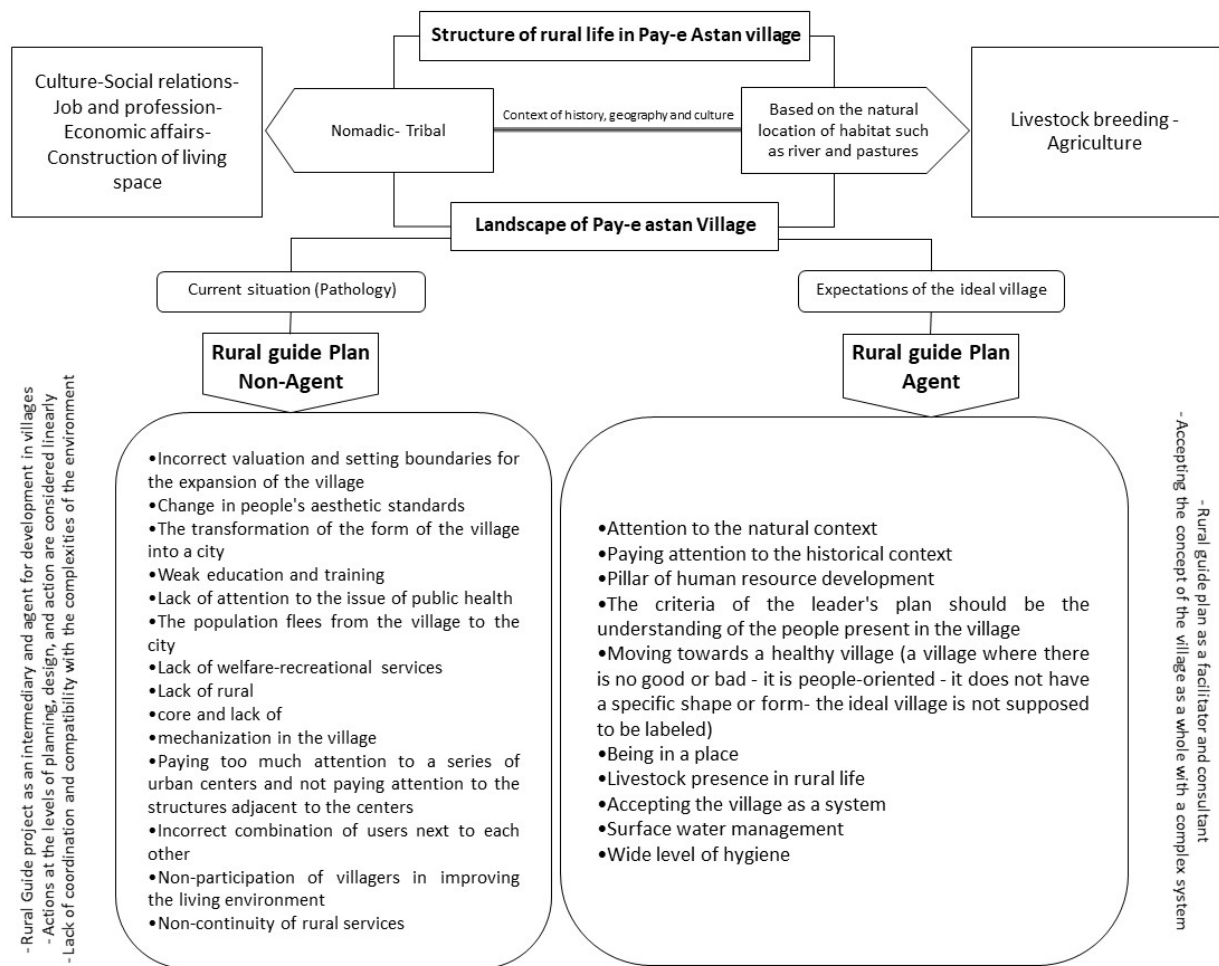 Structure of rural life in Pay-e Astan village
Culture-Social relations-
Job and profession-
Economic affairs-
Construction of living
space
Nomadic- Tribal
Context of history, geography and culture
Based on the natural
location of habitat such
as river and pastures
Livestock breeding -
Agriculture
Landscape of Pay-e astan Village
Current situation (Pathology)
Expectations of the ideal village
Rural guide Plan
Non-Agent
Rural guide Plan
Agent
- Rural Guide project as an intermediary and agent for development in villages
- Actions at the levels of planning, design, and action are considered linearly
- Lack of coordination and compatibility with the complexities of the environment
•Incorrect valuation and setting boundaries for
the expansion of the village
•Change in people's aesthetic standards
•The transformation of the form of the village
into a city
•Weak education and training
•Lack of attention to the issue of public health
•The population flees from the village to the
city
•Lack of welfare-recreational services
•Lack of rural
•core and lack of
•mechanization in the village
•Paying too much attention to a series of
urban centers and not paying attention to the
structures adjacent to the centers
•Incorrect combination of users next to each
other
•Non-participation of villagers in improving
the living environment
•Non-continuity of rural services
•Attention to the natural context
•Paying attention to the historical context
•Pillar of human resource development
•The criteria of the leader's plan should be the
understanding of the people present in the village
•Moving towards a healthy village (a village where there
is no good or bad - it is people-oriented - it does not have
a specific shape or form- the ideal village is not supposed
to be labeled)
•Being in a place
•Livestock presence in rural life
•Accepting the village as a system
•Surface water management
•Wide level of hygiene
- Rural guide plan as a facilitator and consultant
- Accepting the concept of the village as a whole with a complex system